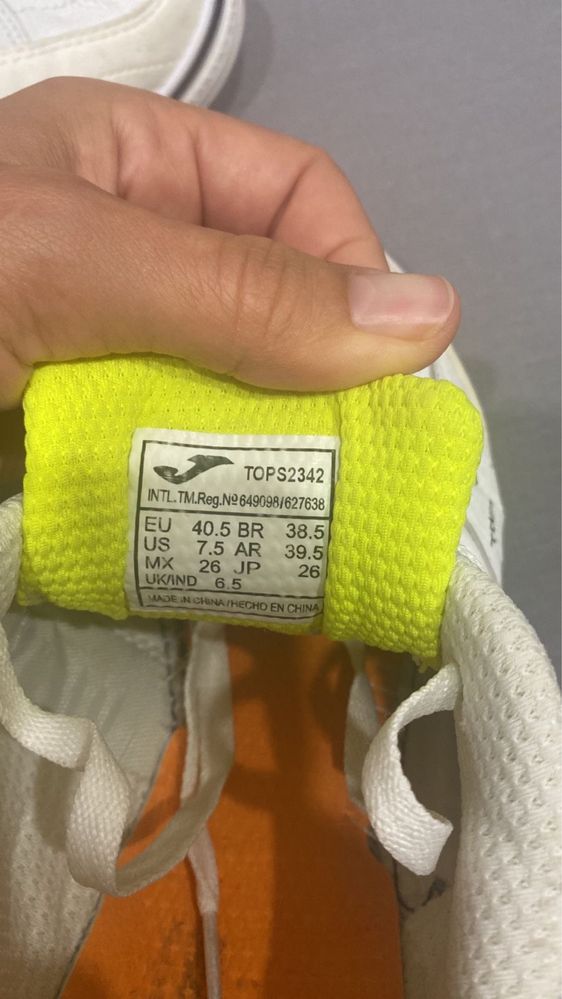 TOPS2342
INTL.TM.Reg.Nº649098/627638
EU 40.5 BR 38.5
US 7.5 AR 39.5
MX 26 JP 26
UK/IND 6.5
MADE IN CHINA/HECHO EN CHINA